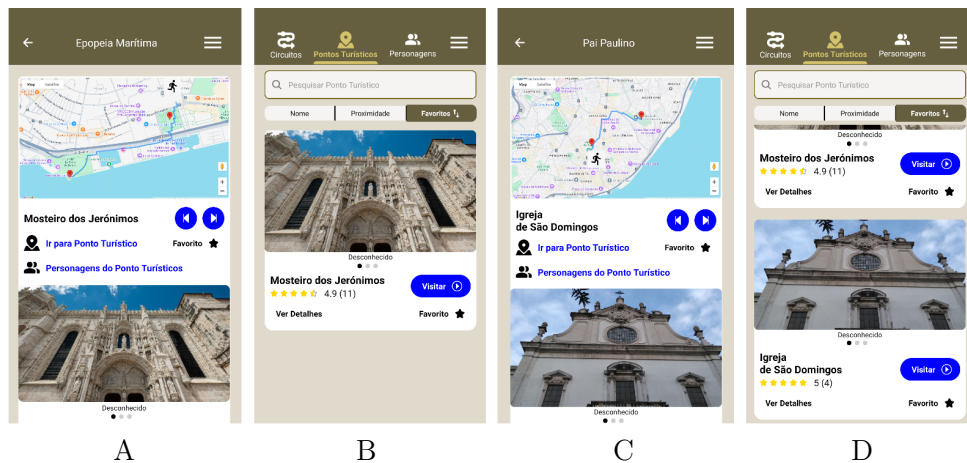 Epopeia Marítima
Map Satellite
Mosteiro dos Jerónimos
Ir para Ponto Turístico Favorito
Personagens do Ponto Turísticos
Desconhecido
A
Circuitos Pontos Turísticos Personagens
Pesquisar Ponto Turístico
Nome Proximidade Favoritos
Desconhecido
Mosteiro dos Jerónimos
4.9 (11) Visitar
Ver Detalhes Favorito
B
Pai Paulino
Map Satellite
Igreja
de São Domingos
Ir para Ponto Turístico Favorito
Personagens do Ponto Turístico
Desconhecido
C
Circuitos Pontos Turísticos Personagens
Pesquisar Ponto Turístico
Nome Proximidade Favoritos
Desconhecido
Mosteiro dos Jerónimos
4.9 (11) Visitar
Ver Detalhes Favorito
Desconhecido
Igreja
de São Domingos
5 (4) Visitar
Ver Detalhes Favorito
D